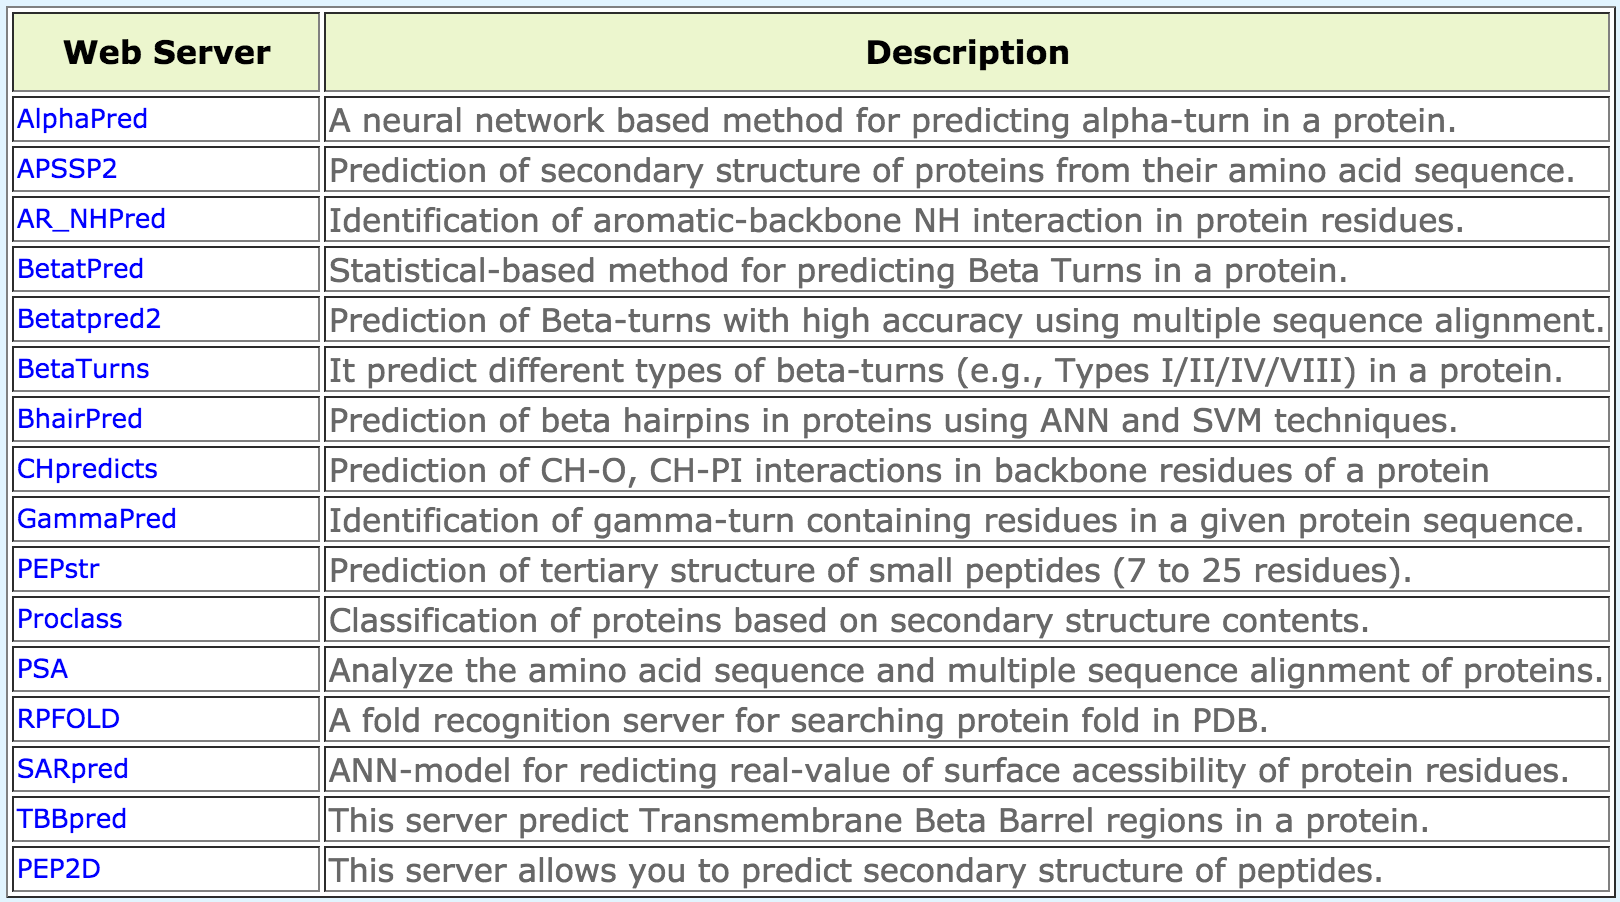 Web Server Description
AlphaPred A neural network based method for predicting alpha-turn in a protein.
APSSP2 Prediction of secondary structure of proteins from their amino acid sequence.
AR_NHPred Identification of aromatic-backbone NH interaction in protein residues.
BetatPred Statistical-based method for predicting Beta Turns in a protein.
Betatpred2 Prediction of Beta-turns with high accuracy using multiple sequence alignment.
BetaTurns It predict different types of beta-turns (e.g., Types I/II/IV/VIII) in a protein.
BhairPred Prediction of beta hairpins in proteins using ANN and SVM techniques.
CHpredicts Prediction of CH-O, CH-PI interactions in backbone residues of a protein
GammaPred Identification of gamma-turn containing residues in a given protein sequence.
PEPstr Prediction of tertiary structure of small peptides (7 to 25 residues).
Proclass Classification of proteins based on secondary structure contents.
PSA Analyze the amino acid sequence and multiple sequence alignment of proteins.
RPFOLD A fold recognition server for searching protein fold in PDB.
SARpred ANN-model for redicting real-value of surface acessibility of protein residues.
TBBpred This server predict Transmembrane Beta Barrel regions in a protein.
PEP2D This server allows you to predict secondary structure of peptides.